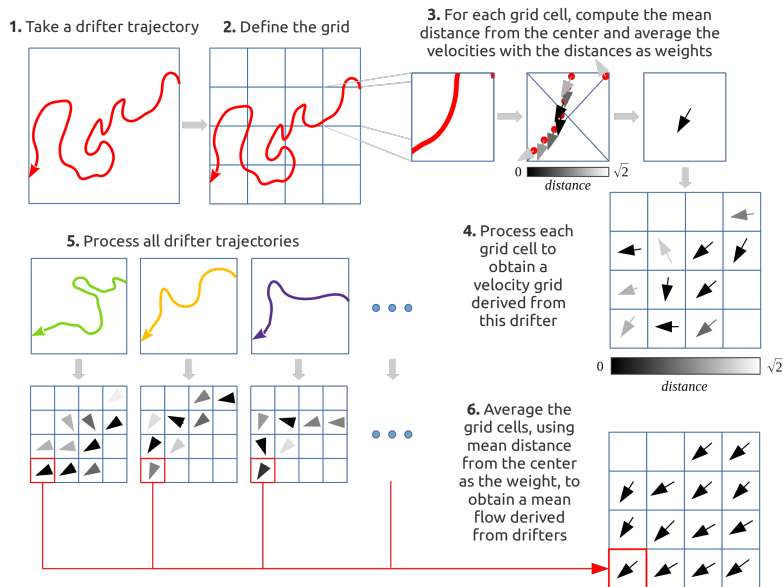 1. Take a drifter trajectory
2. Define the grid
3. For each grid cell, compute the mean
distance from the center and average the
velocities with the distances as weights
0
√2
distance
4. Process each
grid cell to
obtain a
velocity grid
derived from
this drifter
0
√2
distance
5. Process all drifter trajectories
6. Average the
grid cells, using
mean distance
from the center
as the weight, to
obtain a mean
flow derived
from drifters